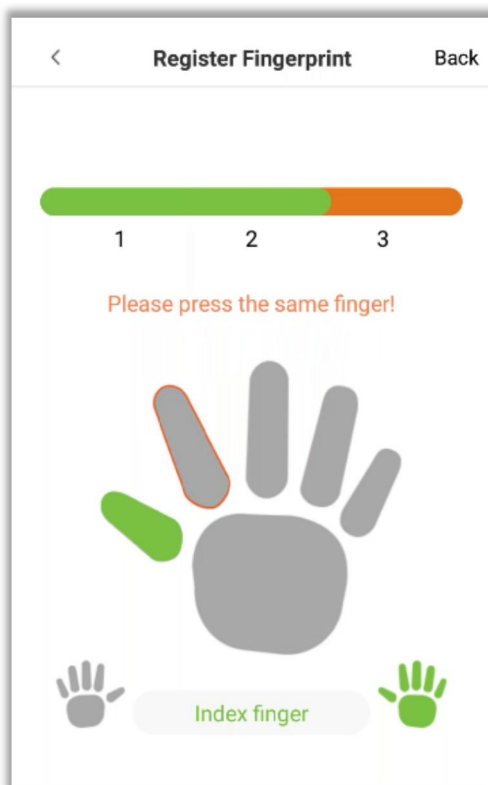 Register Fingerprint Back
1 2 3
Please press the same finger!
Index finger